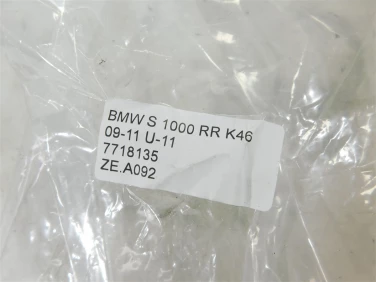 BMW S 1000 RR K46
09-11 U-11
7718135
ZE.A092